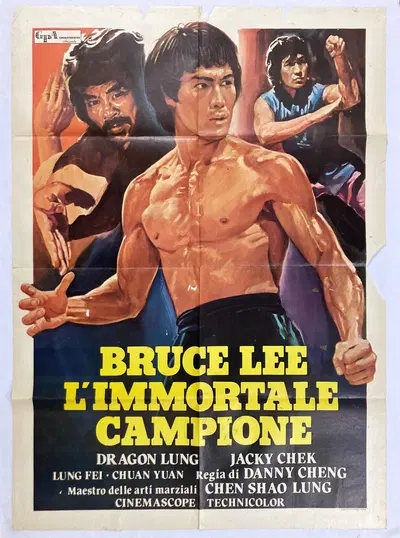 BRUCE LEE
L'IMMORTALE
CAMPIONE
DRAGON LUNG JACKY CHEK
LUNG FEI · CHUAN YUAN Regia di DANNY CHENG
Maestro delle arti marziali CHEN SHAO LUNG
CINEMASCOPE TECHNICOLOR